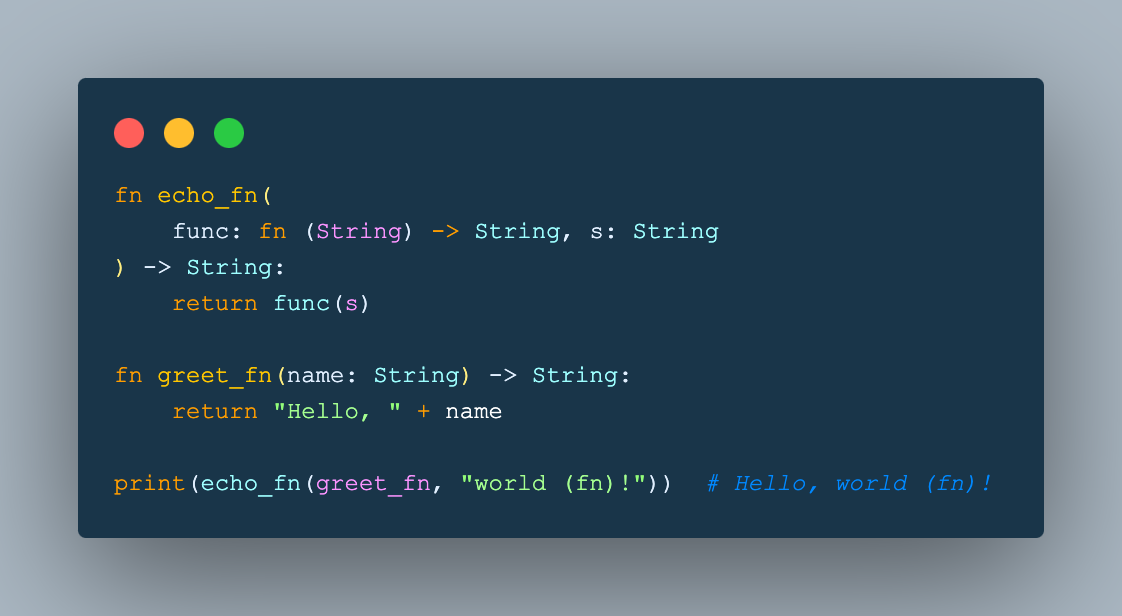 fn echo_fn(
    func: fn (String) -> String, s: String
) -> String:
    return func(s)

fn greet_fn(name: String) -> String:
    return "Hello, " + name

print(echo_fn(greet_fn, "world (fn)!"))  # Hello, world (fn)!